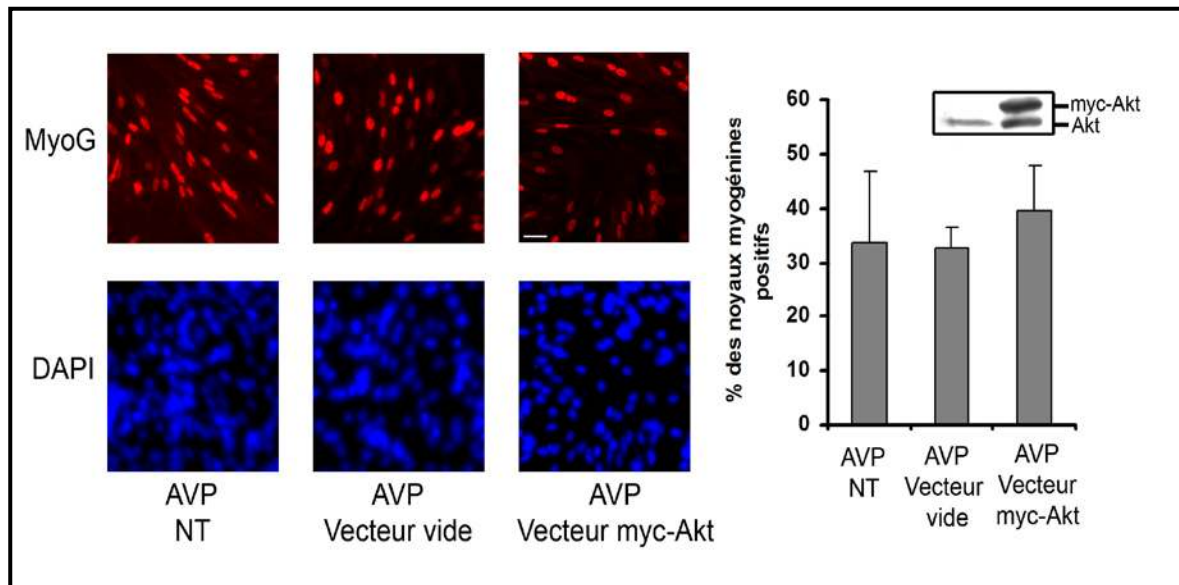 MyoG
DAPI
AVP
NT
AVP
Vecteur vide
AVP
Vecteur myc-Akt
% des noyaux myogénines
positifs
60
50
40
30
20
10
0
myc-Akt
Akt
AVP
NT
AVP
Vecteur
vide
AVP
Vecteur
myc-Akt